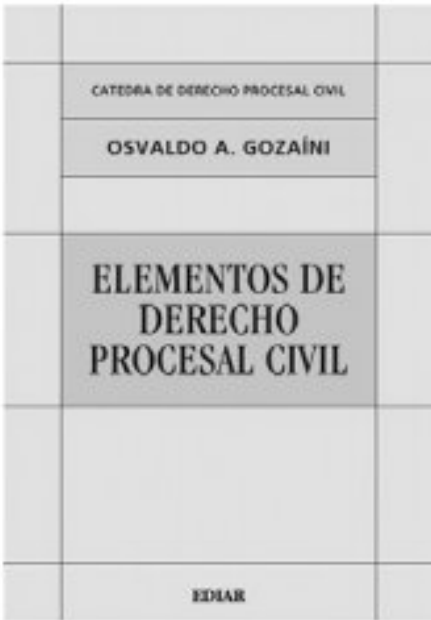 CATEDRA DE DERECHO PROCESAL CIVIL
OSVALDO A. GOZAÍNI
ELEMENTOS DE
DERECHO
PROCESAL CIVIL
EDIAR